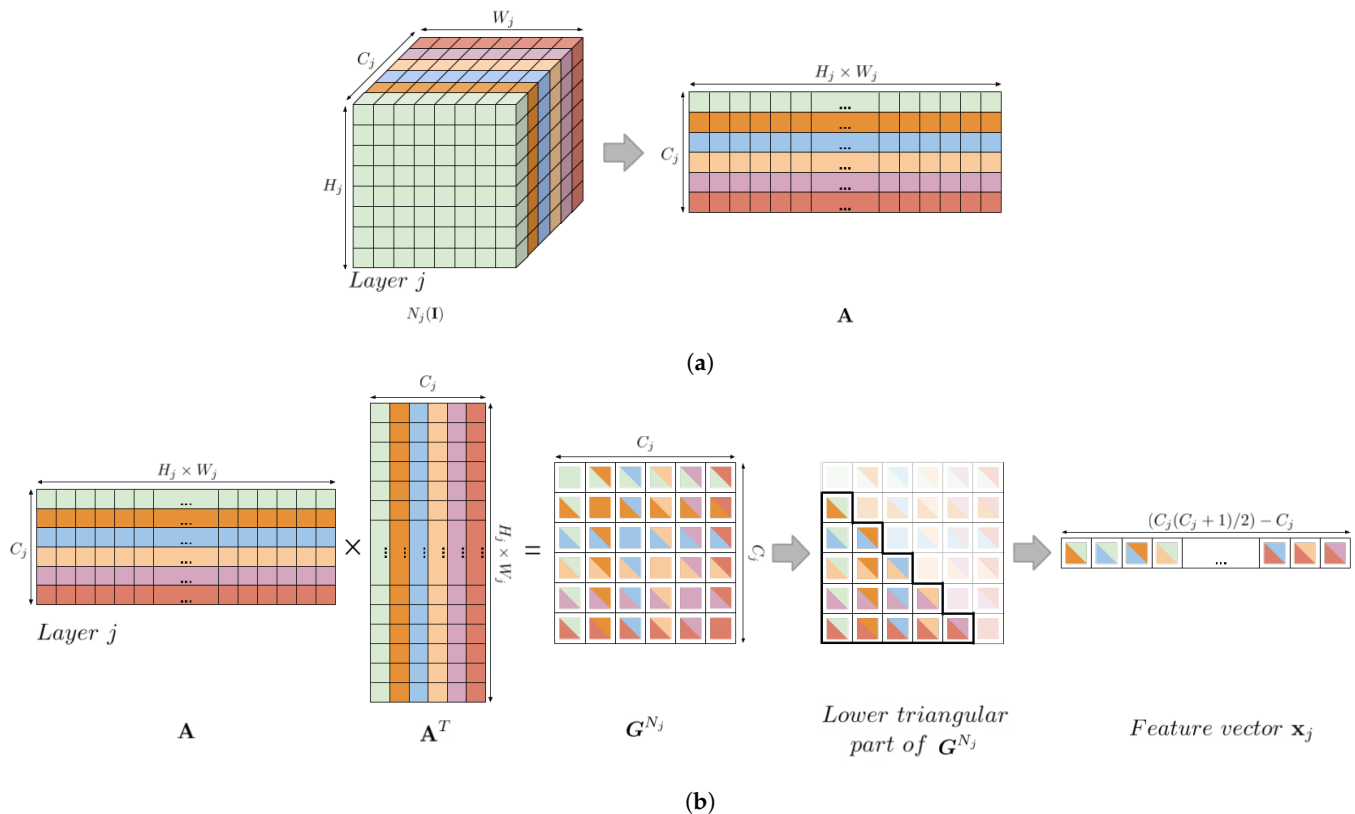 W_j
C_j
H_j
Layer j
N_j(I)
H_j × W_j
C_j
...
...
...
...
...
...
A
(a)
H_j × W_j
C_j
...
...
...
...
...
...
Layer j
A
×
C_j
H_j × W_j
⋮ ⋮ ⋮ ⋮ ⋮ ⋮
A^T
=
C_j
C_j
G^{N_j}
Lower triangular
part of G^{N_j}
(C_j(C_j + 1)/2) − C_j
...
Feature vector x_j
(b)